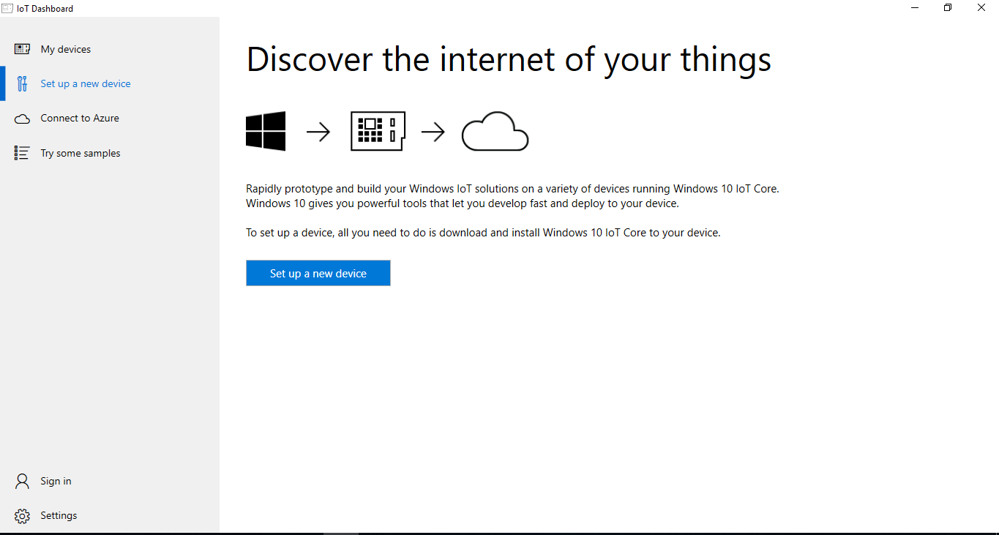 IoT Dashboard
My devices
Set up a new device
Connect to Azure
Try some samples
Sign in
Settings
Discover the internet of your things
Rapidly prototype and build your Windows IoT solutions on a variety of devices running Windows 10 IoT Core.
Windows 10 gives you powerful tools that let you develop fast and deploy to your device.
To set up a device, all you need to do is download and install Windows 10 IoT Core to your device.
Set up a new device